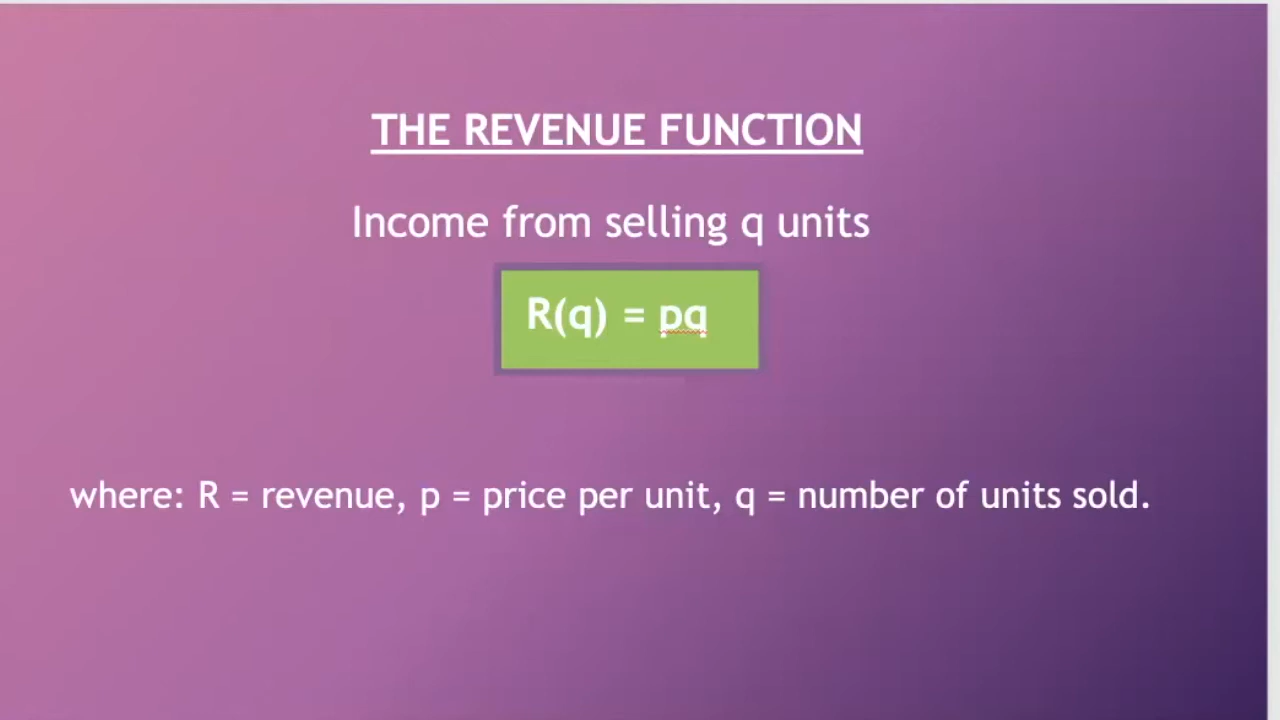 THE REVENUE FUNCTION
Income from selling q units
R(q) = pq
where: R = revenue, p = price per unit, q = number of units sold.